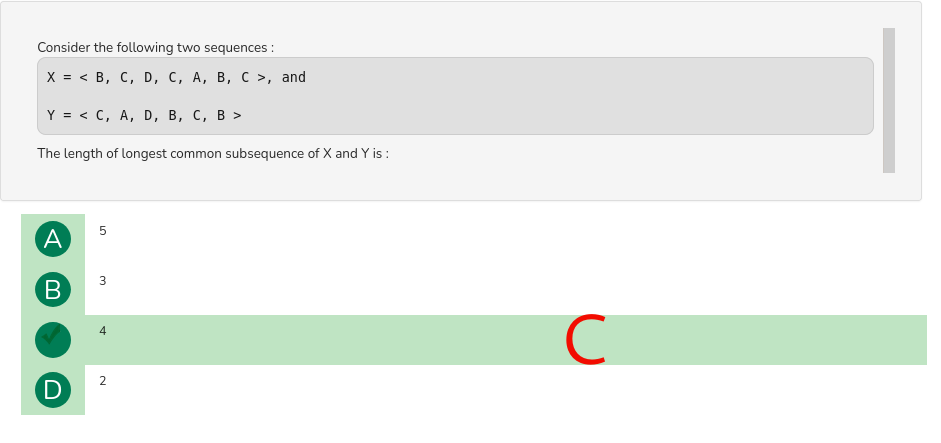 Consider the following two sequences :
X = < B, C, D, C, A, B, C >, and
Y = < C, A, D, B, C, B >
The length of longest common subsequence of X and Y is :
A 5
B 3
4 C
D 2